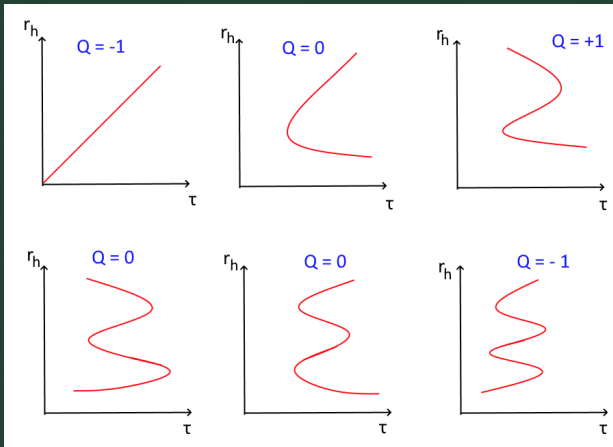 r_h Q = -1 τ
r_h Q = 0 τ
r_h Q = +1 τ
r_h Q = 0 τ
r_h Q = 0 τ
r_h Q = - 1 τ